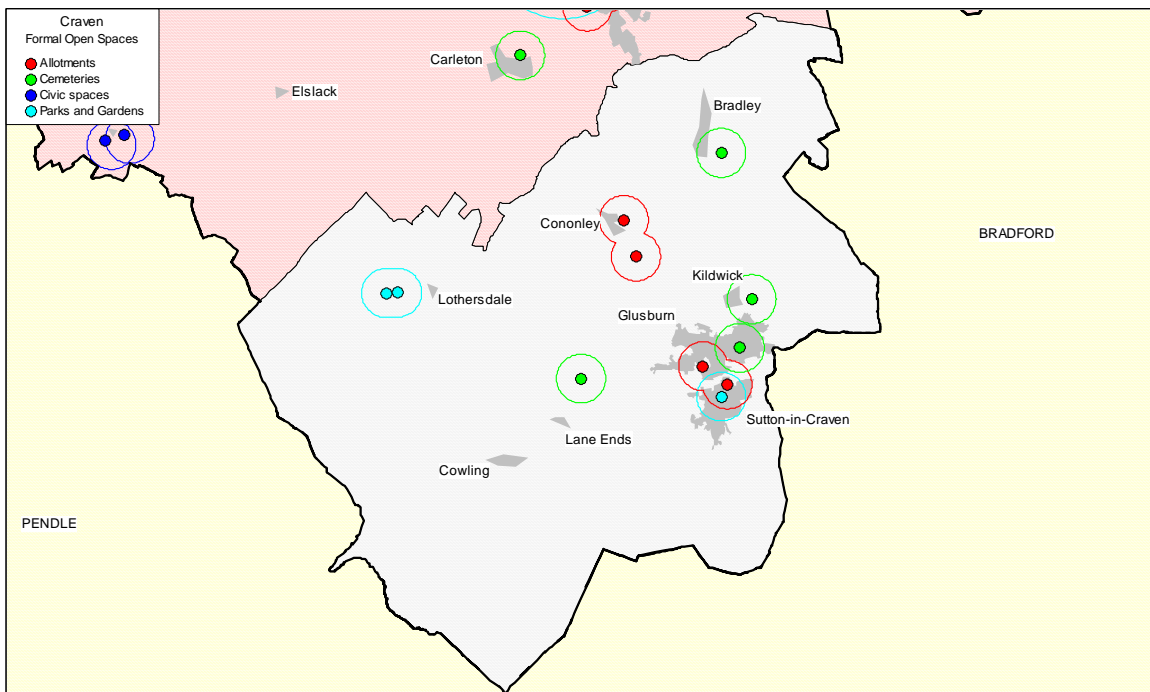 Craven
Formal Open Spaces
Allotments
Cemeteries
Civic spaces
Parks and Gardens
Carleton
Elslack
Bradley
Cononley
BRADFORD
Kildwick
Lothersdale
Glusburn
Sutton-in-Craven
Lane Ends
Cowling
PENDLE